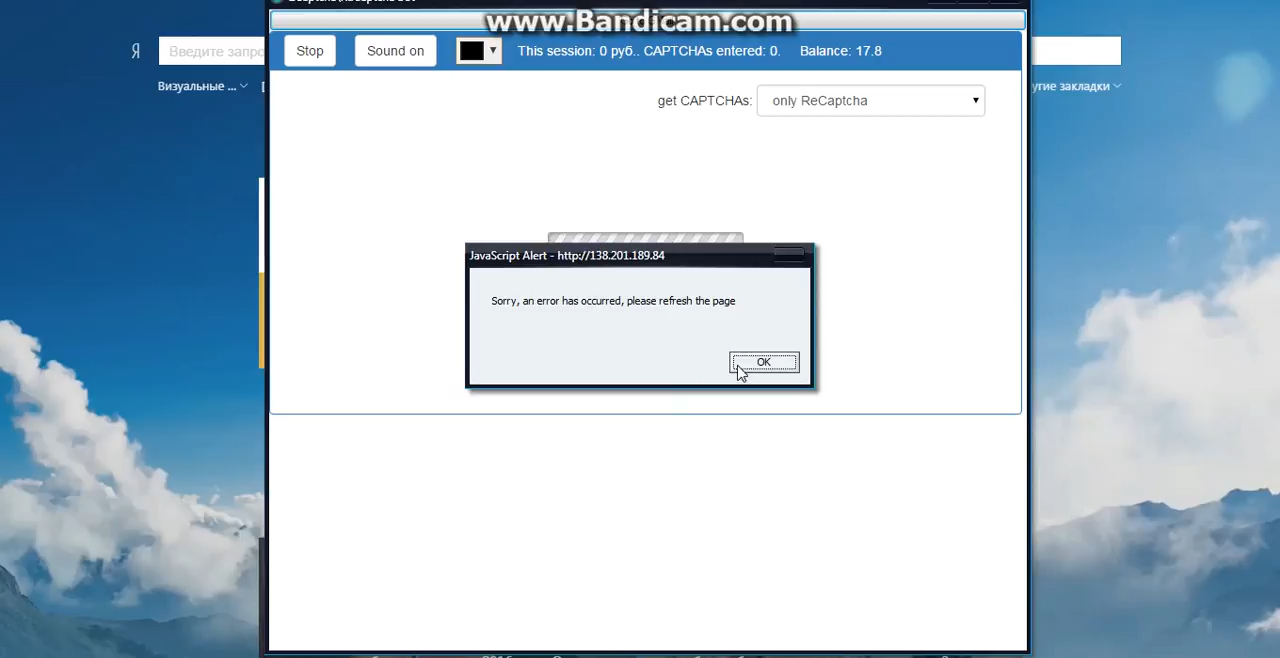 www.Bandicam.com
Я
Введите запро
Stop
Sound on
This session: 0 руб.. CAPTCHAs entered: 0.
Balance: 17.8
Визуальные ...
угие закладки
get CAPTCHAs:
only ReCaptcha
JavaScript Alert - http://138.201.189.84
Sorry, an error has occurred, please refresh the page
OK